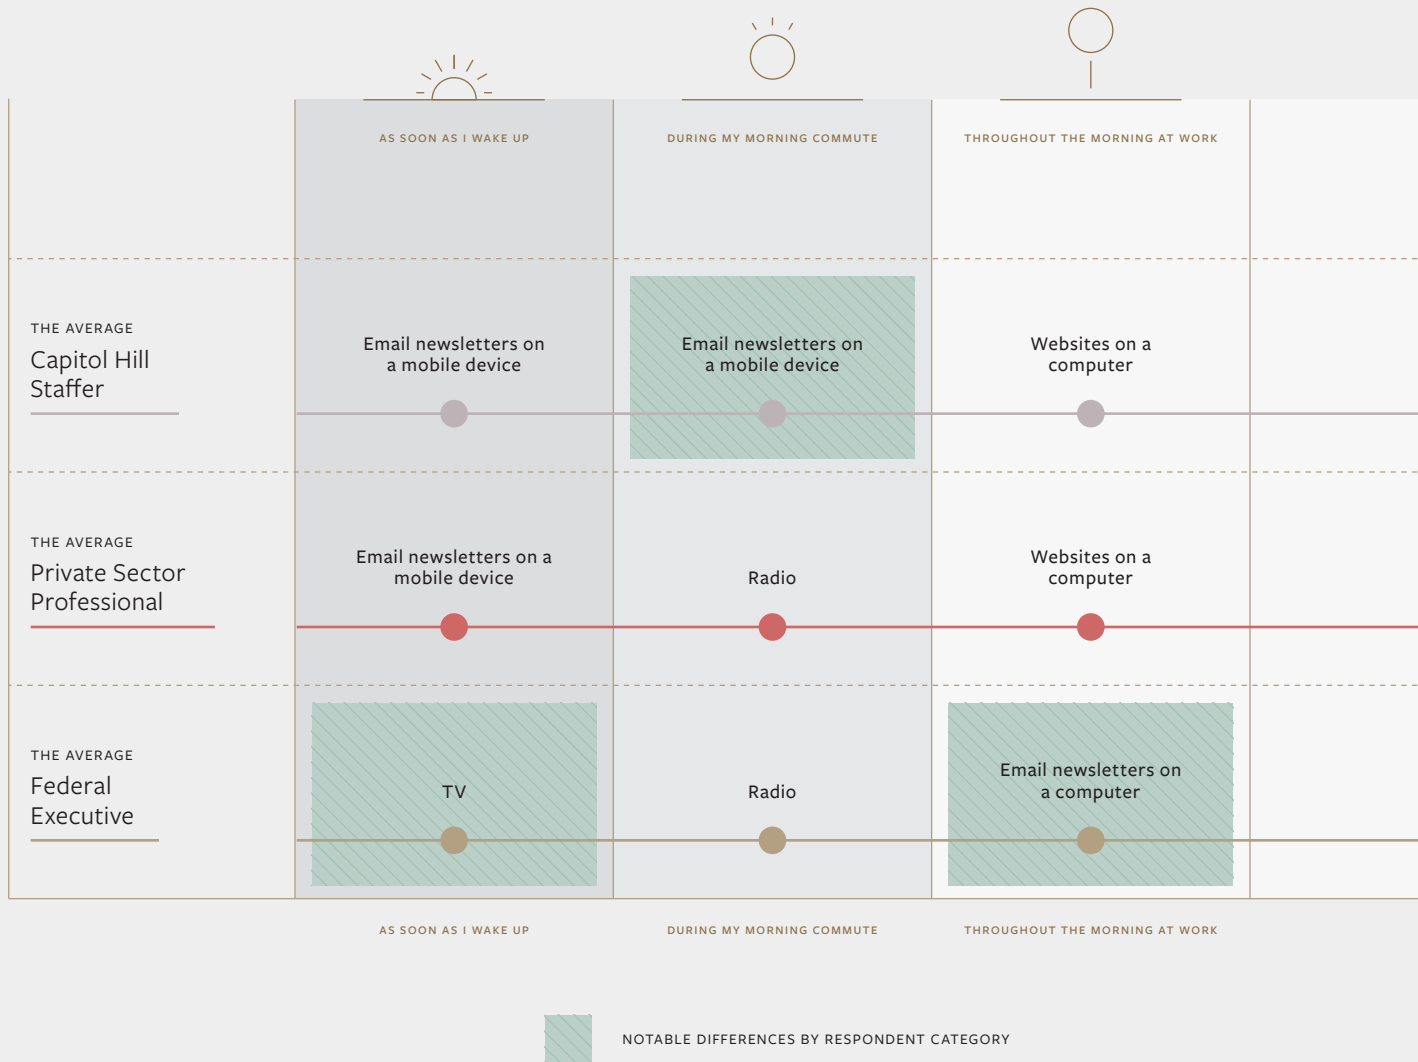 AS SOON AS I WAKE UP
DURING MY MORNING COMMUTE
THROUGHOUT THE MORNING AT WORK
THE AVERAGE
Capitol Hill
Staffer
Email newsletters on
a mobile device
Email newsletters on
a mobile device
Websites on a
computer
THE AVERAGE
Private Sector
Professional
Email newsletters on a
mobile device
Radio
Websites on a
computer
THE AVERAGE
Federal
Executive
TV
Radio
Email newsletters on
a computer
AS SOON AS I WAKE UP
DURING MY MORNING COMMUTE
THROUGHOUT THE MORNING AT WORK
NOTABLE DIFFERENCES BY RESPONDENT CATEGORY